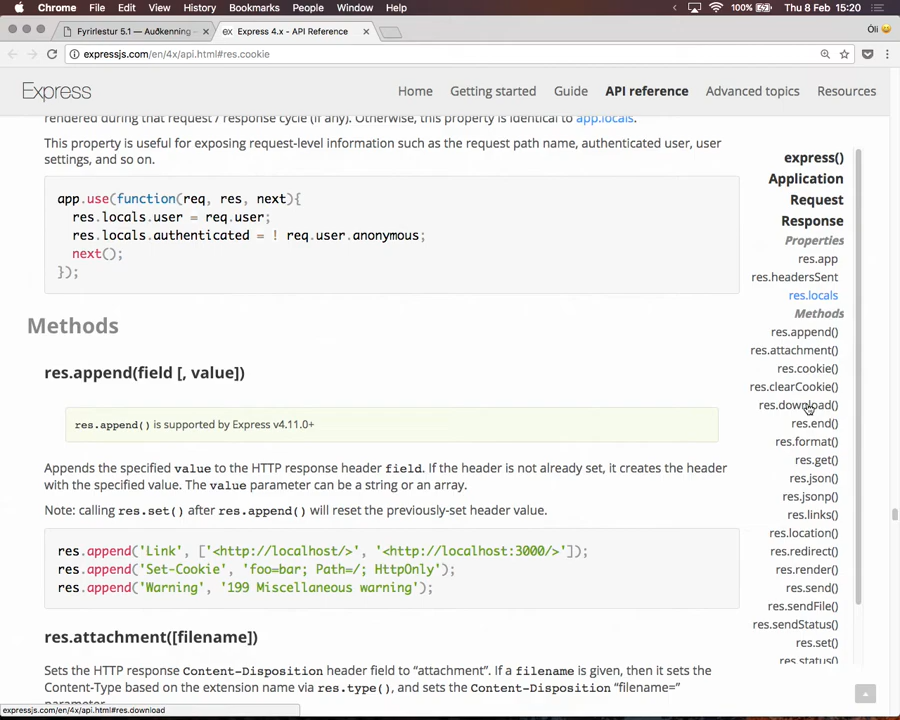 Chrome File Edit View History Bookmarks People Window Help 100% Thu 8 Feb 15:20
Fyrirlestur 5.1 — Auðkenning × ex Express 4.x - API Reference × Óli
expressjs.com/en/4x/api.html#res.cookie
Express Home Getting started Guide API reference Advanced topics Resources
rendered during that request / response cycle (if any). Otherwise, this property is identical to app.locals.
This property is useful for exposing request-level information such as the request path name, authenticated user, user
settings, and so on.
app.use(function(req, res, next){
res.locals.user = req.user;
res.locals.authenticated = ! req.user.anonymous;
next();
});
Methods
res.append(field [, value])
res.append() is supported by Express v4.11.0+
Appends the specified value to the HTTP response header field. If the header is not already set, it creates the header
with the specified value. The value parameter can be a string or an array.
Note: calling res.set() after res.append() will reset the previously-set header value.
res.append('Link', ['<http://localhost/>', '<http://localhost:3000/>']);
res.append('Set-Cookie', 'foo=bar; Path=/; HttpOnly');
res.append('Warning', '199 Miscellaneous warning');
res.attachment([filename])
Sets the HTTP response Content-Disposition header field to “attachment”. If a filename is given, then it sets the
Content-Type based on the extension name via res.type(), and sets the Content-Disposition “filename=”
parameter.
express()
Application
Request
Response
Properties
res.app
res.headersSent
res.locals
Methods
res.append()
res.attachment()
res.cookie()
res.clearCookie()
res.download()
res.end()
res.format()
res.get()
res.json()
res.jsonp()
res.links()
res.location()
res.redirect()
res.render()
res.send()
res.sendFile()
res.sendStatus()
res.set()
res.status()
expressjs.com/en/4x/api.html#res.download